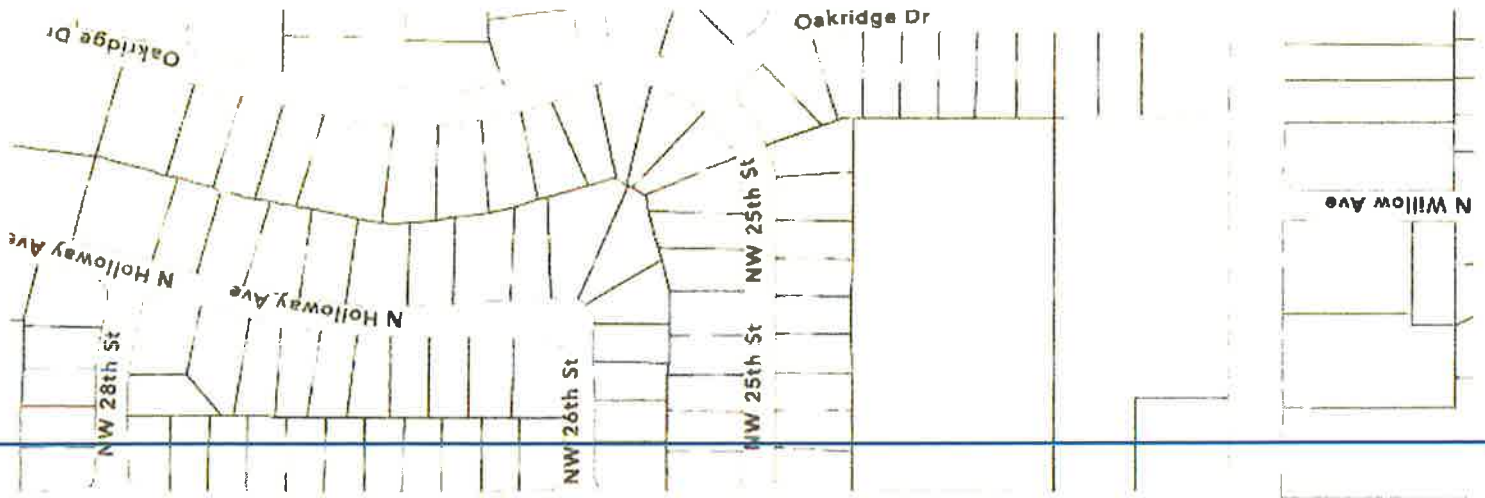 Oakridge Dr
Oakridge Dr
NW 25th St
N Willow Ave
N Holloway Ave
N Holloway Ave
NW 28th St
NW 26th St
NW 25th St